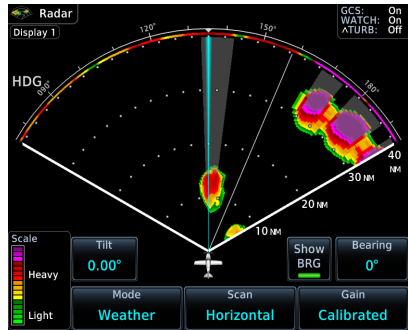 Radar
Display 1
GCS: On
WATCH: On
^TURB: Off
HDG
090°
120°
150°
180°
40 NM
30 NM
20 NM
10 NM
Scale
Heavy
Light
Tilt
0.00°
Show BRG
Bearing
0°
Mode
Weather
Scan
Horizontal
Gain
Calibrated